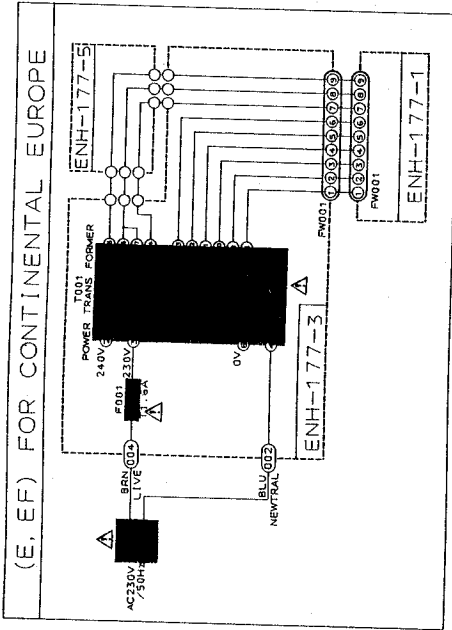 (E, EF) FOR CONTINENTAL EUROPE
ENH-177-5
T001
POWER TRANS FORMER
240V
230V
0V
F001
BRN
LIVE
004
BLU
NEWTRAL
002
AC230V
/50Hz
ENH-177-3
FW001
1 2 3 4 5 6 7 8 9
1 2 3 4 5 6 7 8 9
FW001
ENH-177-1